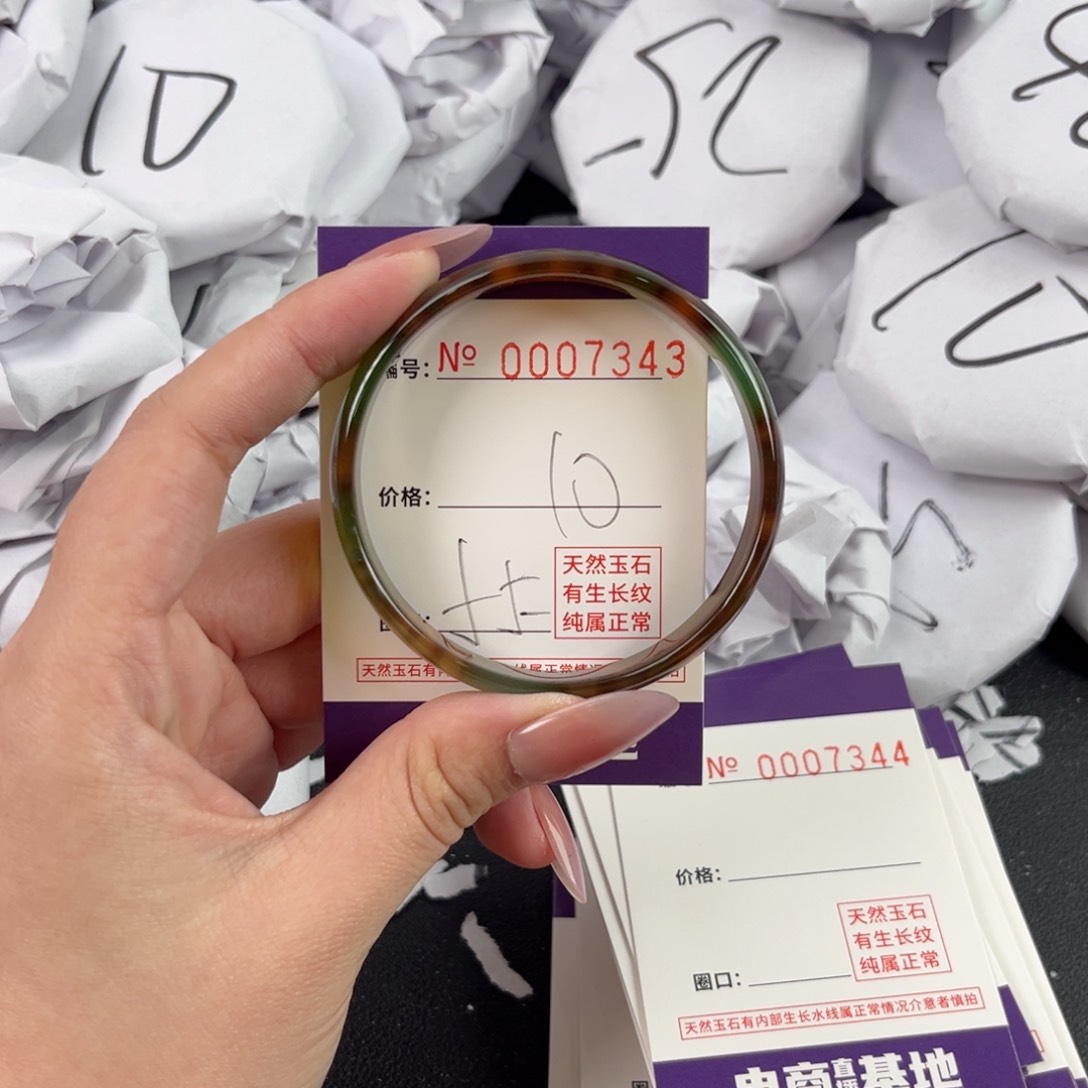 10
52
10
编号: № 0007343
价格: 10
天然玉石
有生长纹
纯属正常
天然玉石有
№ 0007344
价格:
天然玉石
有生长纹
纯属正常
圈口:
天然玉石有内部生长水线属正常情况介意者慎拍
电商直播基地